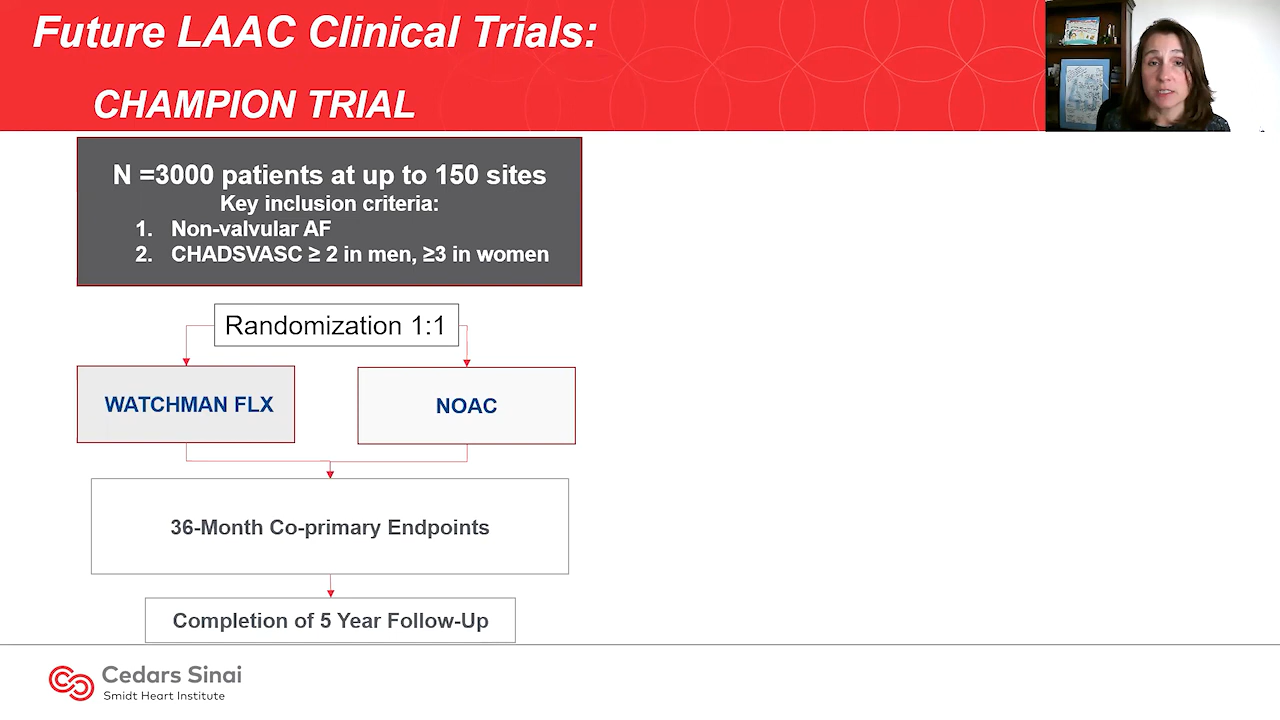 Future LAAC Clinical Trials:
CHAMPION TRIAL
N =3000 patients at up to 150 sites
Key inclusion criteria:
1. Non-valvular AF
2. CHADSVASC ≥ 2 in men, ≥3 in women
Randomization 1:1
WATCHMAN FLX
NOAC
36-Month Co-primary Endpoints
Completion of 5 Year Follow-Up
Cedars Sinai
Smidt Heart Institute